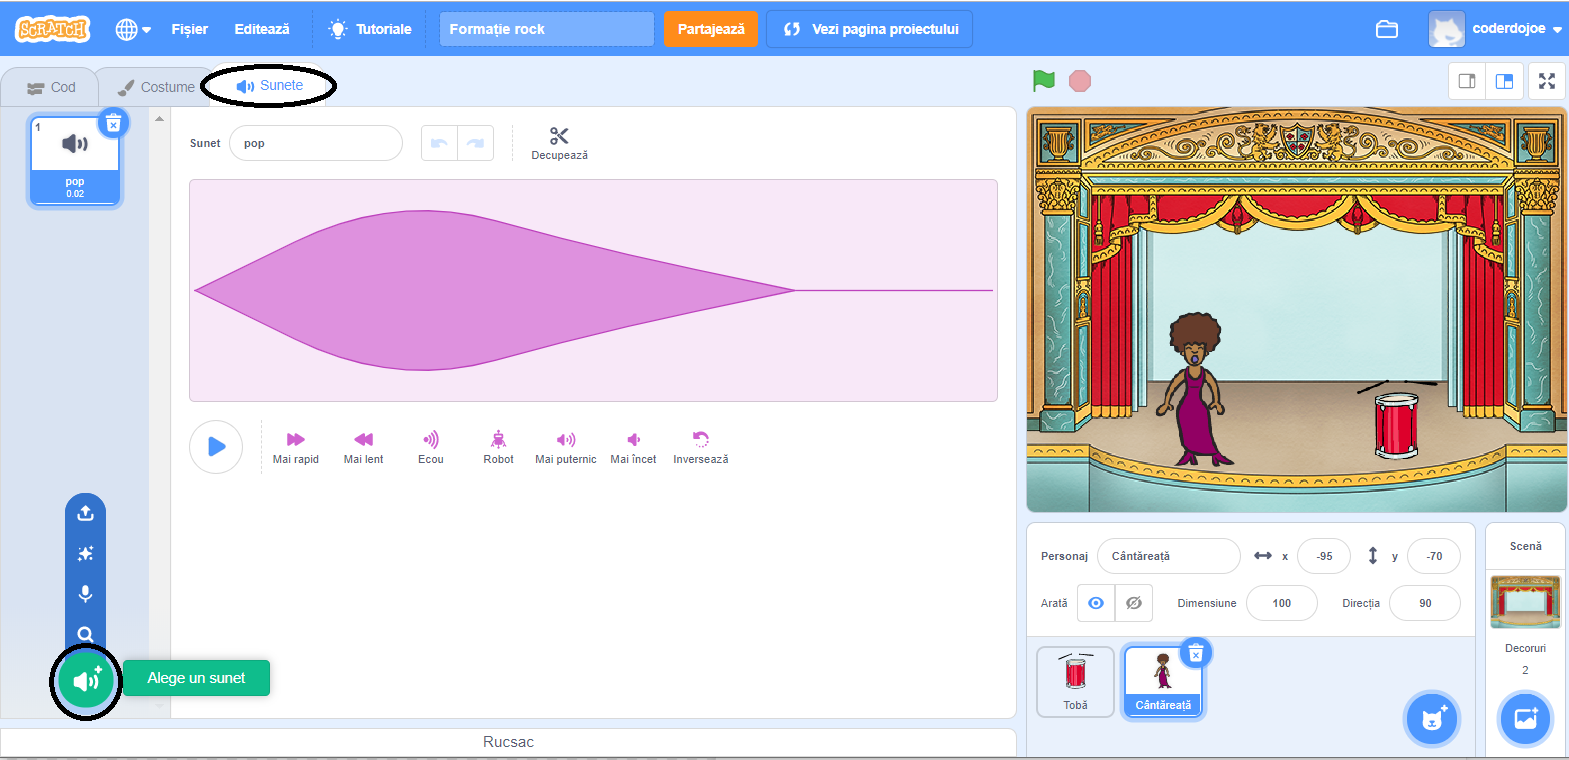 SCRATCH
Fișier
Editează
Tutoriale
Formație rock
Partajează
Vezi pagina proiectului
coderdojoe
Cod
Costume
Sunete
1
pop
0.02
Sunet
pop
Decupează
Mai rapid
Mai lent
Ecou
Robot
Mai puternic
Mai încet
Inversează
Alege un sunet
Rucsac
Personaj
Cântăreață
x
-95
y
-70
Arată
Dimensiune
100
Direcția
90
Tobă
Cântăreață
Scenă
Decoruri
2